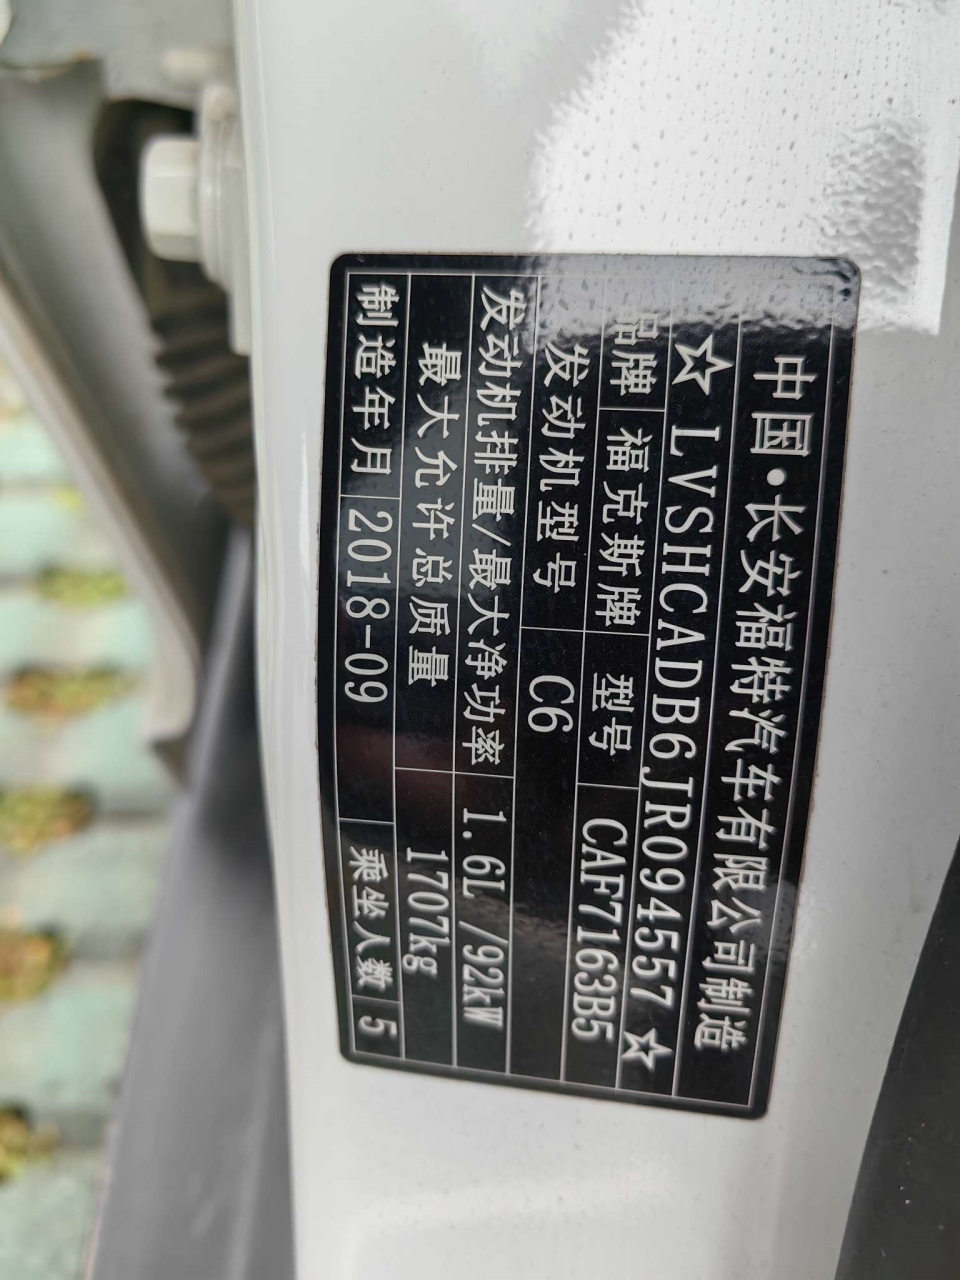 中国·长安福特汽车有限公司制造
☆LVSHCADB6JR094557☆
品牌 福克斯牌 型号 CAF7163B5
发动机型号 C6
发动机排量/最大净功率 1.6L /92kW
最大允许总质量 1707kg
制造年月 2018-09 乘坐人数 5